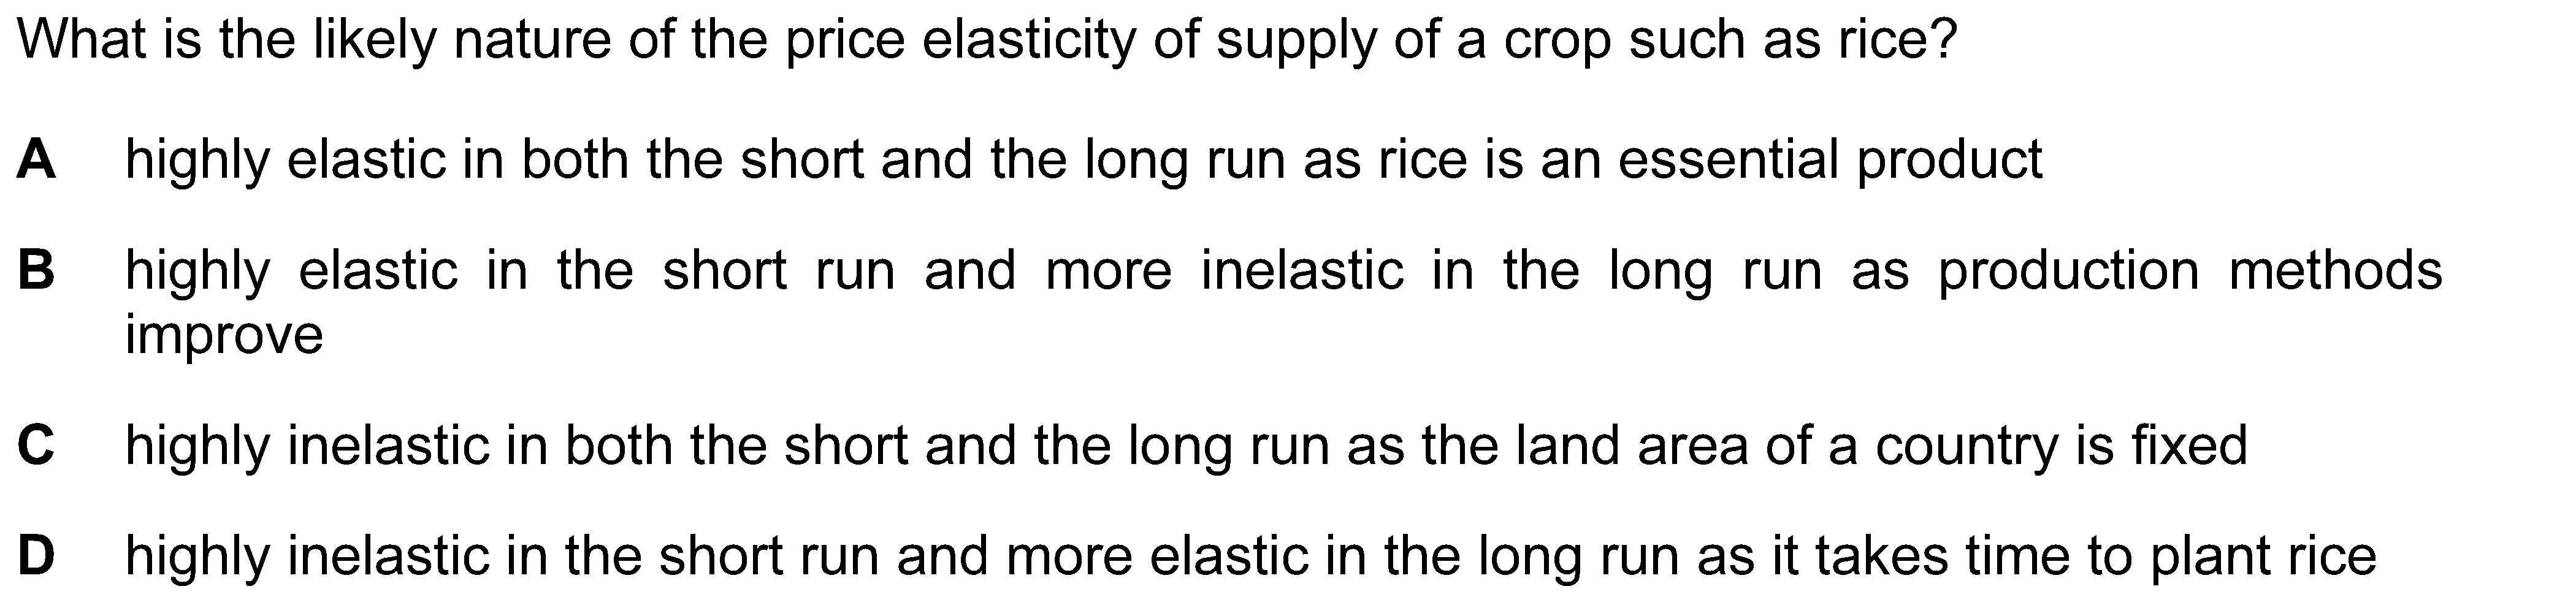 What is the likely nature of the price elasticity of supply of a crop such as rice?
A highly elastic in both the short and the long run as rice is an essential product
B highly elastic in the short run and more inelastic in the long run as production methods
improve
C highly inelastic in both the short and the long run as the land area of a country is fixed
D highly inelastic in the short run and more elastic in the long run as it takes time to plant rice